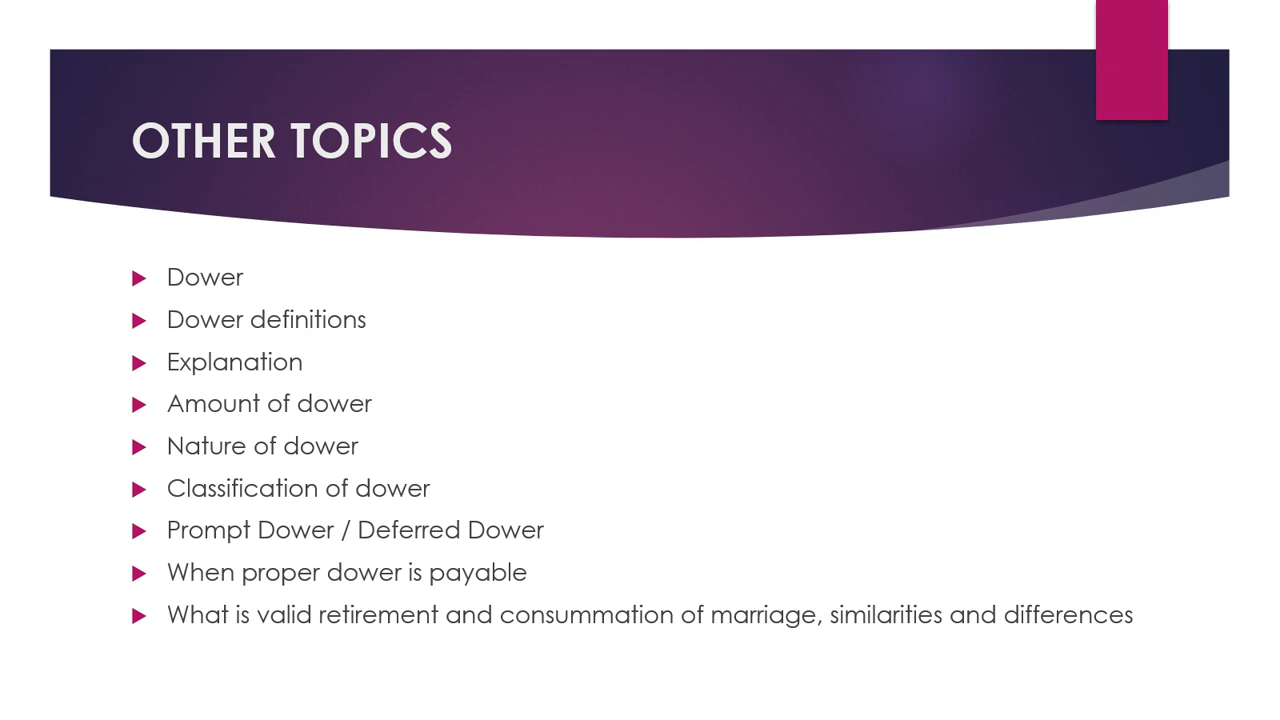 OTHER TOPICS
Dower
Dower definitions
Explanation
Amount of dower
Nature of dower
Classification of dower
Prompt Dower / Deferred Dower
When proper dower is payable
What is valid retirement and consummation of marriage, similarities and differences